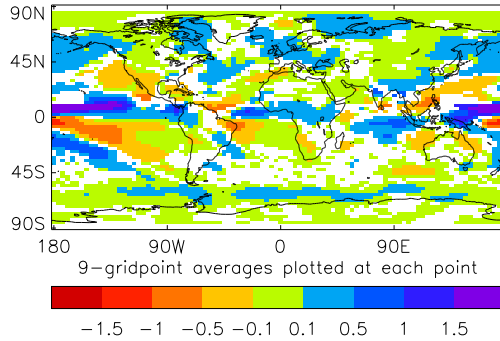 90N
45N
0
45S
90S
180 90W 0 90E
9-gridpoint averages plotted at each point
-1.5 -1 -0.5 -0.1 0.1 0.5 1 1.5